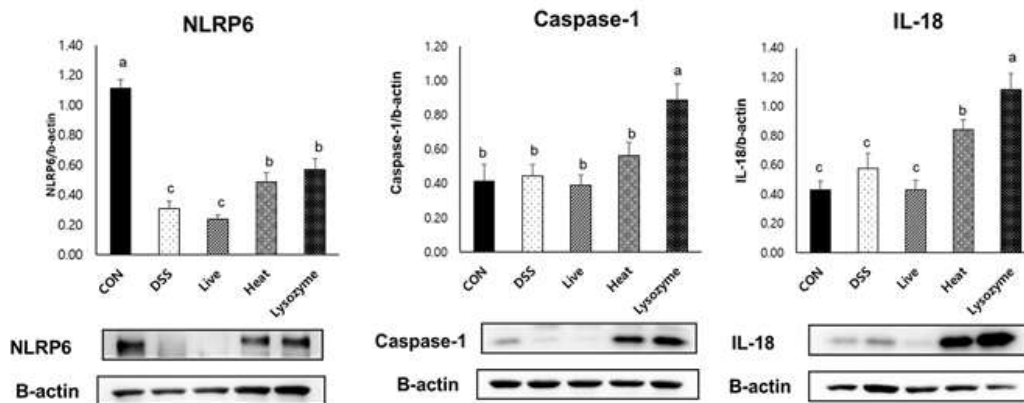 NLRP6
NLRP6/b-actin
1.40
1.20
1.00
0.80
0.60
0.40
0.20
0.00
a
c
c
b
b
CON
DSS
Live
Heat
Lysozyme
NLRP6
B-actin
Caspase-1
Caspase-1/b-actin
1.20
1.00
0.80
0.60
0.40
0.20
0.00
b
b
b
b
a
CON
DSS
Live
Heat
Lysozyme
Caspase-1
B-actin
IL-18
IL-18/b-actin
1.40
1.20
1.00
0.80
0.60
0.40
0.20
0.00
c
c
c
b
a
CON
DSS
Live
Heat
Lysozyme
IL-18
B-actin